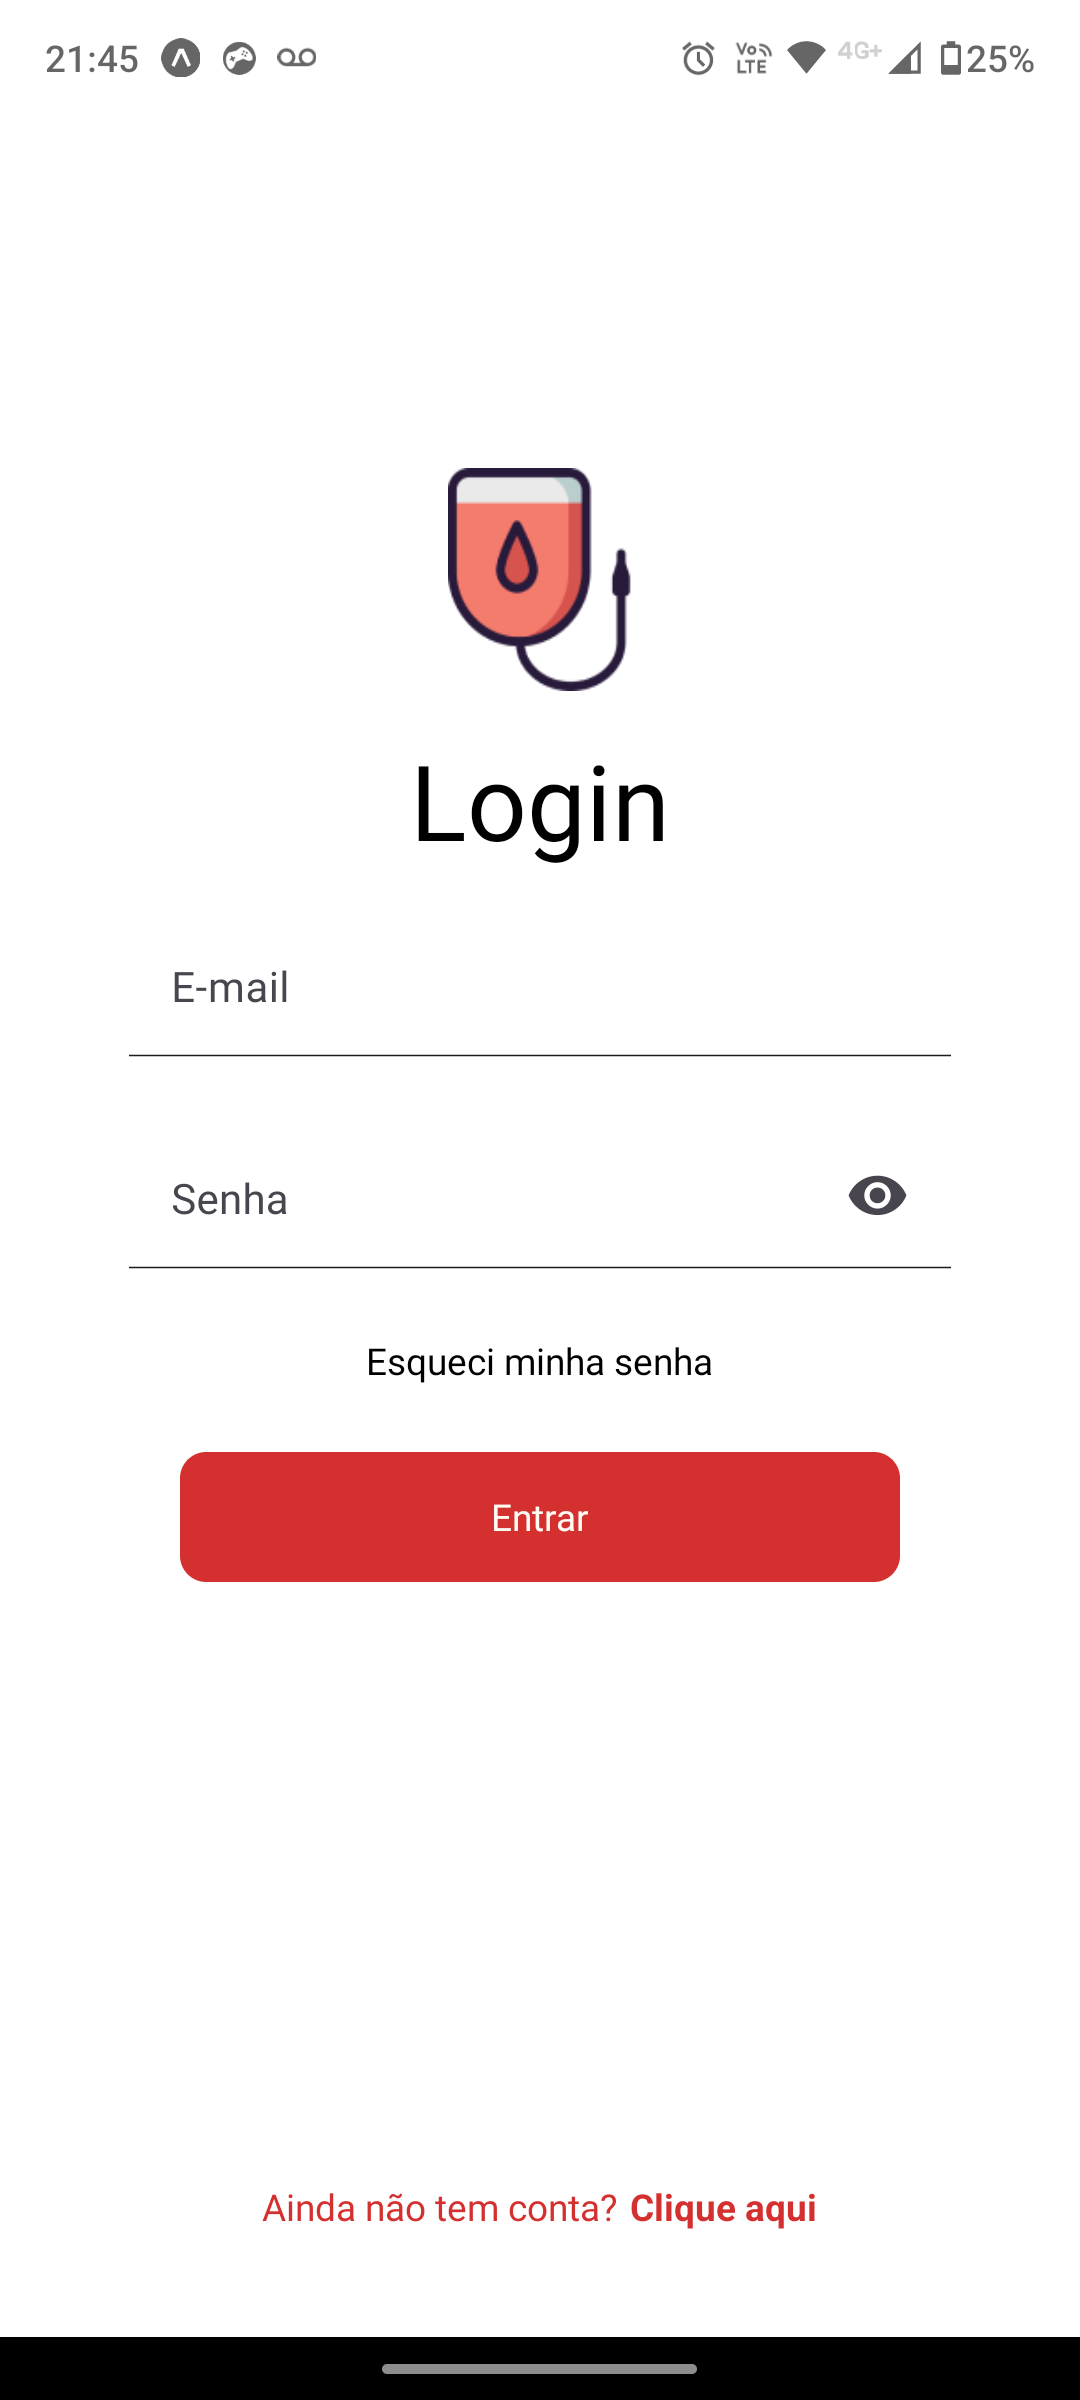 21:45
Vo LTE 4G+ 25%
Login
E-mail
Senha
Esqueci minha senha
Entrar
Ainda não tem conta? Clique aqui